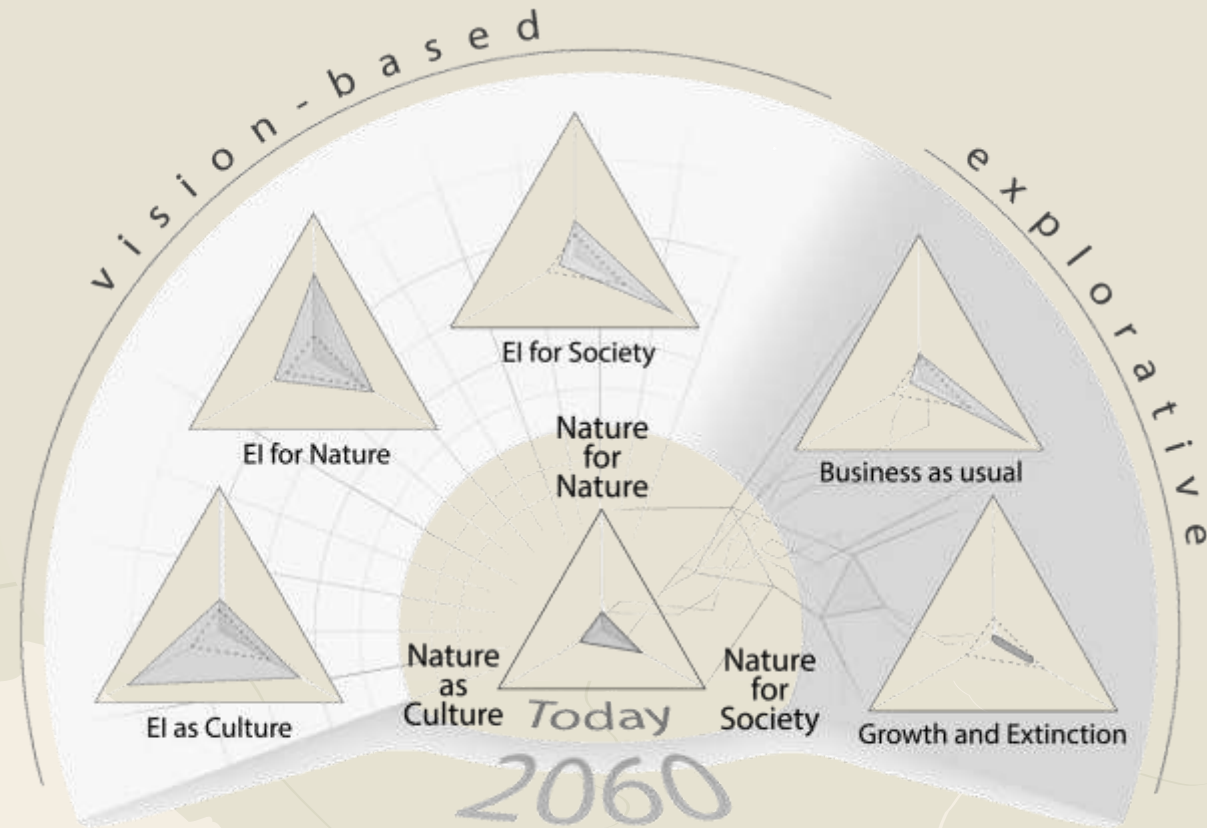 vision-based
explorative
EI for Society
EI for Nature
Business as usual
EI as Culture
Growth and Extinction
Nature
for
Nature
Nature
as
Culture
Nature
for
Society
Today
2060